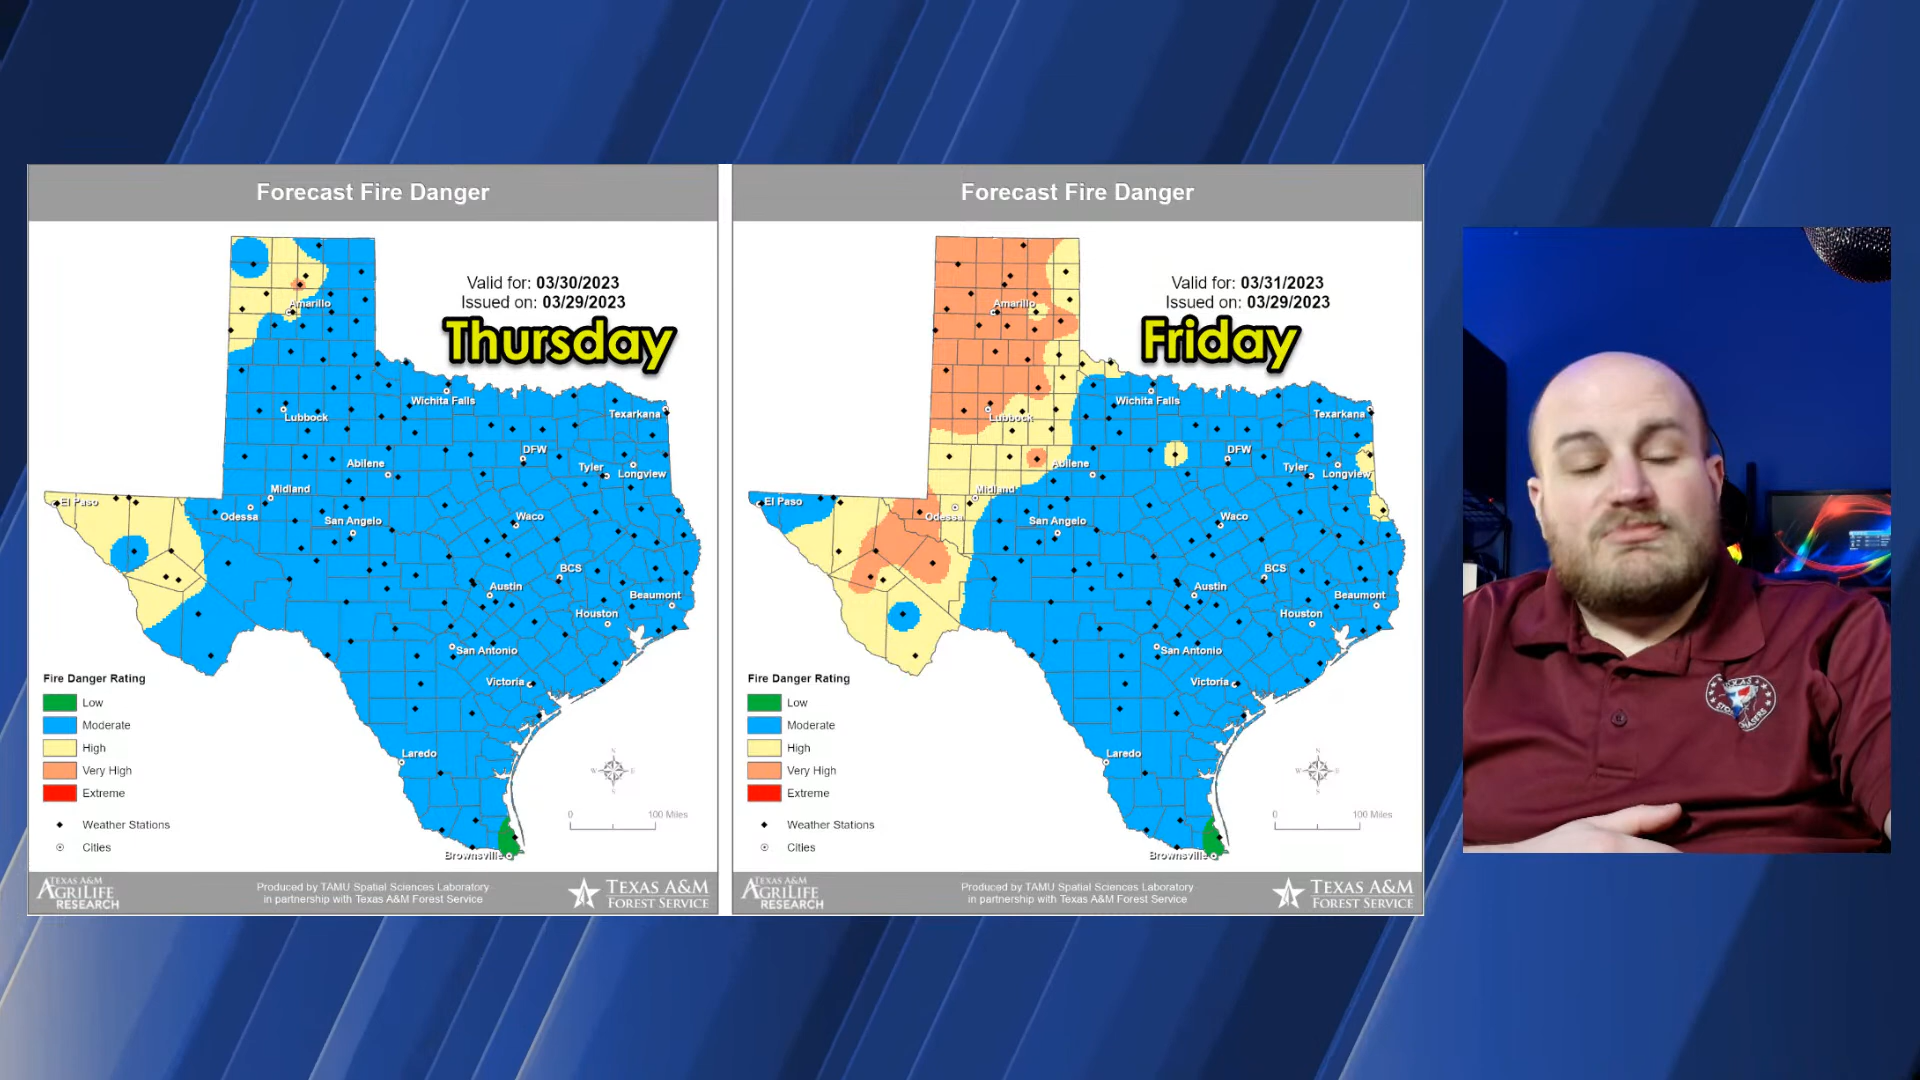 Forecast Fire Danger
Valid for: 03/30/2023
Issued on: 03/29/2023
Thursday
Amarillo
Wichita Falls
Lubbock
Texarkana
DFW
Abilene
Tyler
Longview
Midland
El Paso
Odessa
San Angelo
Waco
BCS
Austin
Beaumont
Houston
San Antonio
Victoria
Laredo
Brownsville
Fire Danger Rating
Low
Moderate
High
Very High
Extreme
Weather Stations
Cities
N
W E
S
0 100 Miles
TEXAS A&M
AGRILIFE
RESEARCH
Produced by TAMU Spatial Sciences Laboratory
in partnership with Texas A&M Forest Service
TEXAS A&M
FOREST SERVICE
Forecast Fire Danger
Valid for: 03/31/2023
Issued on: 03/29/2023
Friday
Amarillo
Wichita Falls
Lubbock
Texarkana
DFW
Abilene
Tyler
Longview
Midland
El Paso
Odessa
San Angelo
Waco
BCS
Austin
Beaumont
Houston
San Antonio
Victoria
Laredo
Brownsville
Fire Danger Rating
Low
Moderate
High
Very High
Extreme
Weather Stations
Cities
N
W E
S
0 100 Miles
TEXAS A&M
AGRILIFE
RESEARCH
Produced by TAMU Spatial Sciences Laboratory
in partnership with Texas A&M Forest Service
TEXAS A&M
FOREST SERVICE